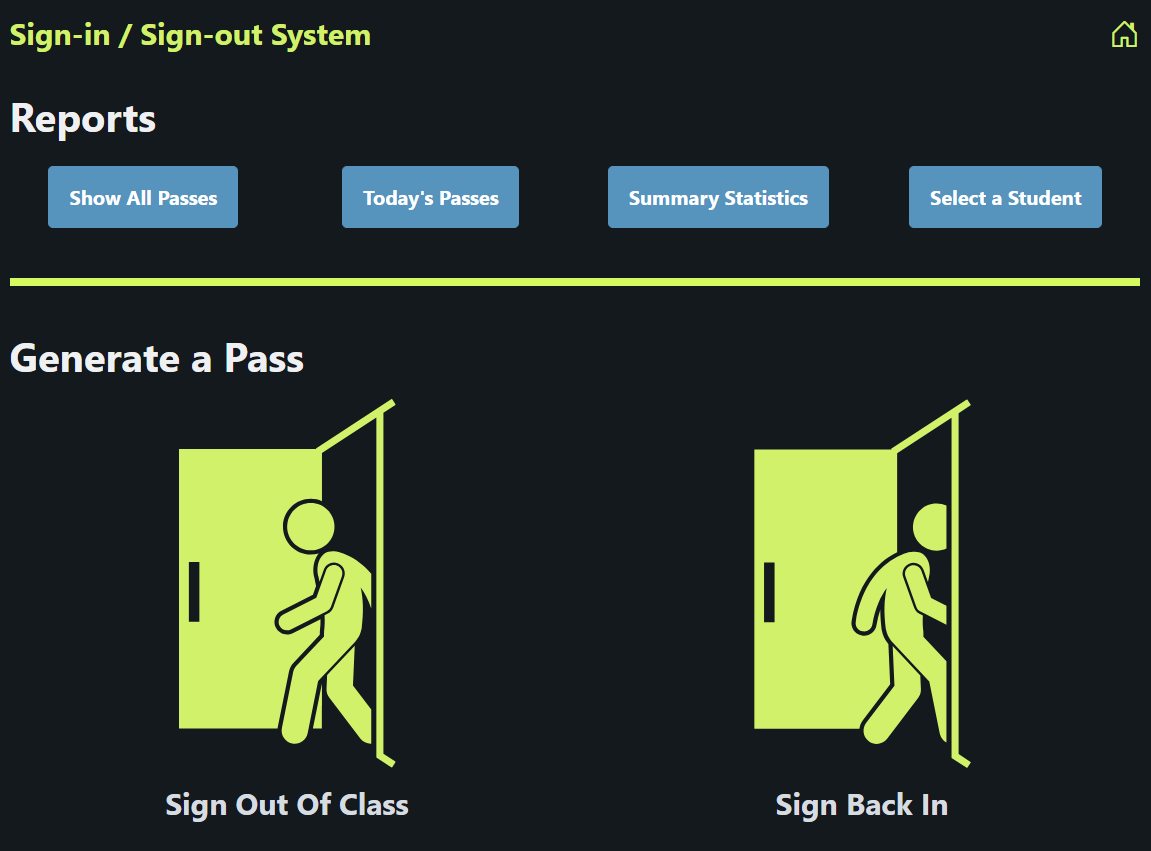 Sign-in / Sign-out System
Reports
Show All Passes
Today's Passes
Summary Statistics
Select a Student
Generate a Pass
Sign Out Of Class
Sign Back In